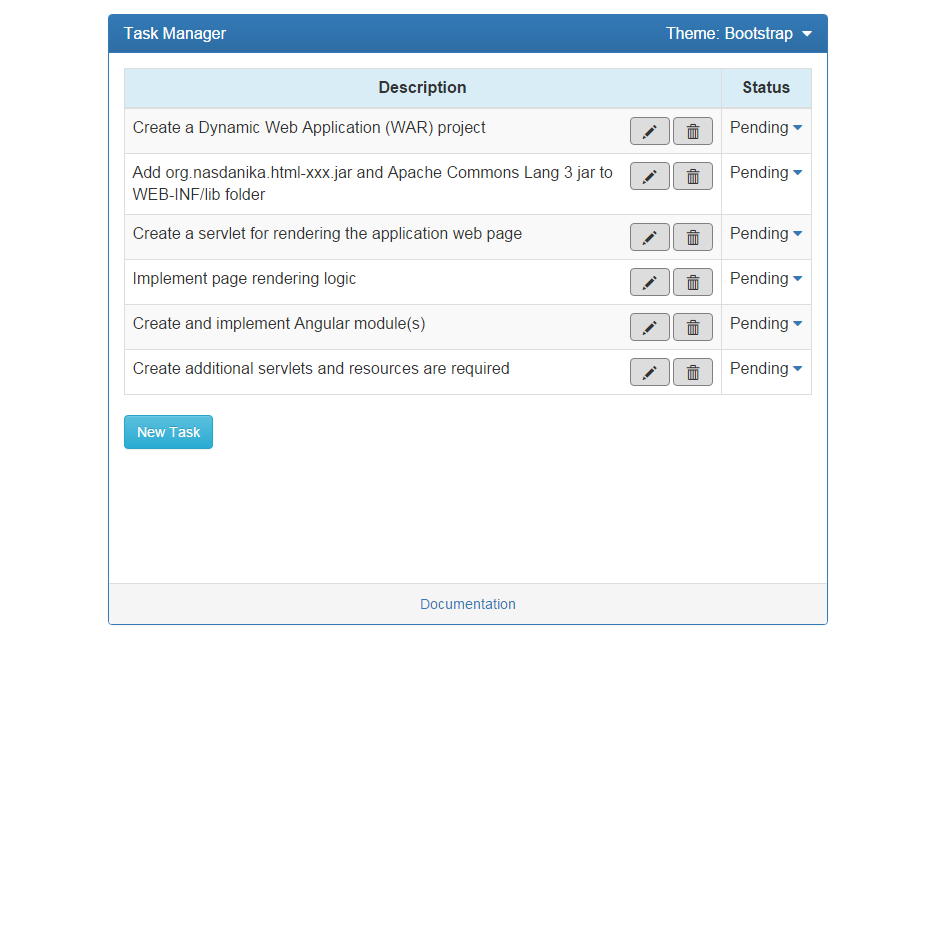 Task Manager Theme: Bootstrap
Description Status
Create a Dynamic Web Application (WAR) project Pending
Add org.nasdanika.html-xxx.jar and Apache Commons Lang 3 jar to Pending
WEB-INF/lib folder
Create a servlet for rendering the application web page Pending
Implement page rendering logic Pending
Create and implement Angular module(s) Pending
Create additional servlets and resources are required Pending
New Task
Documentation